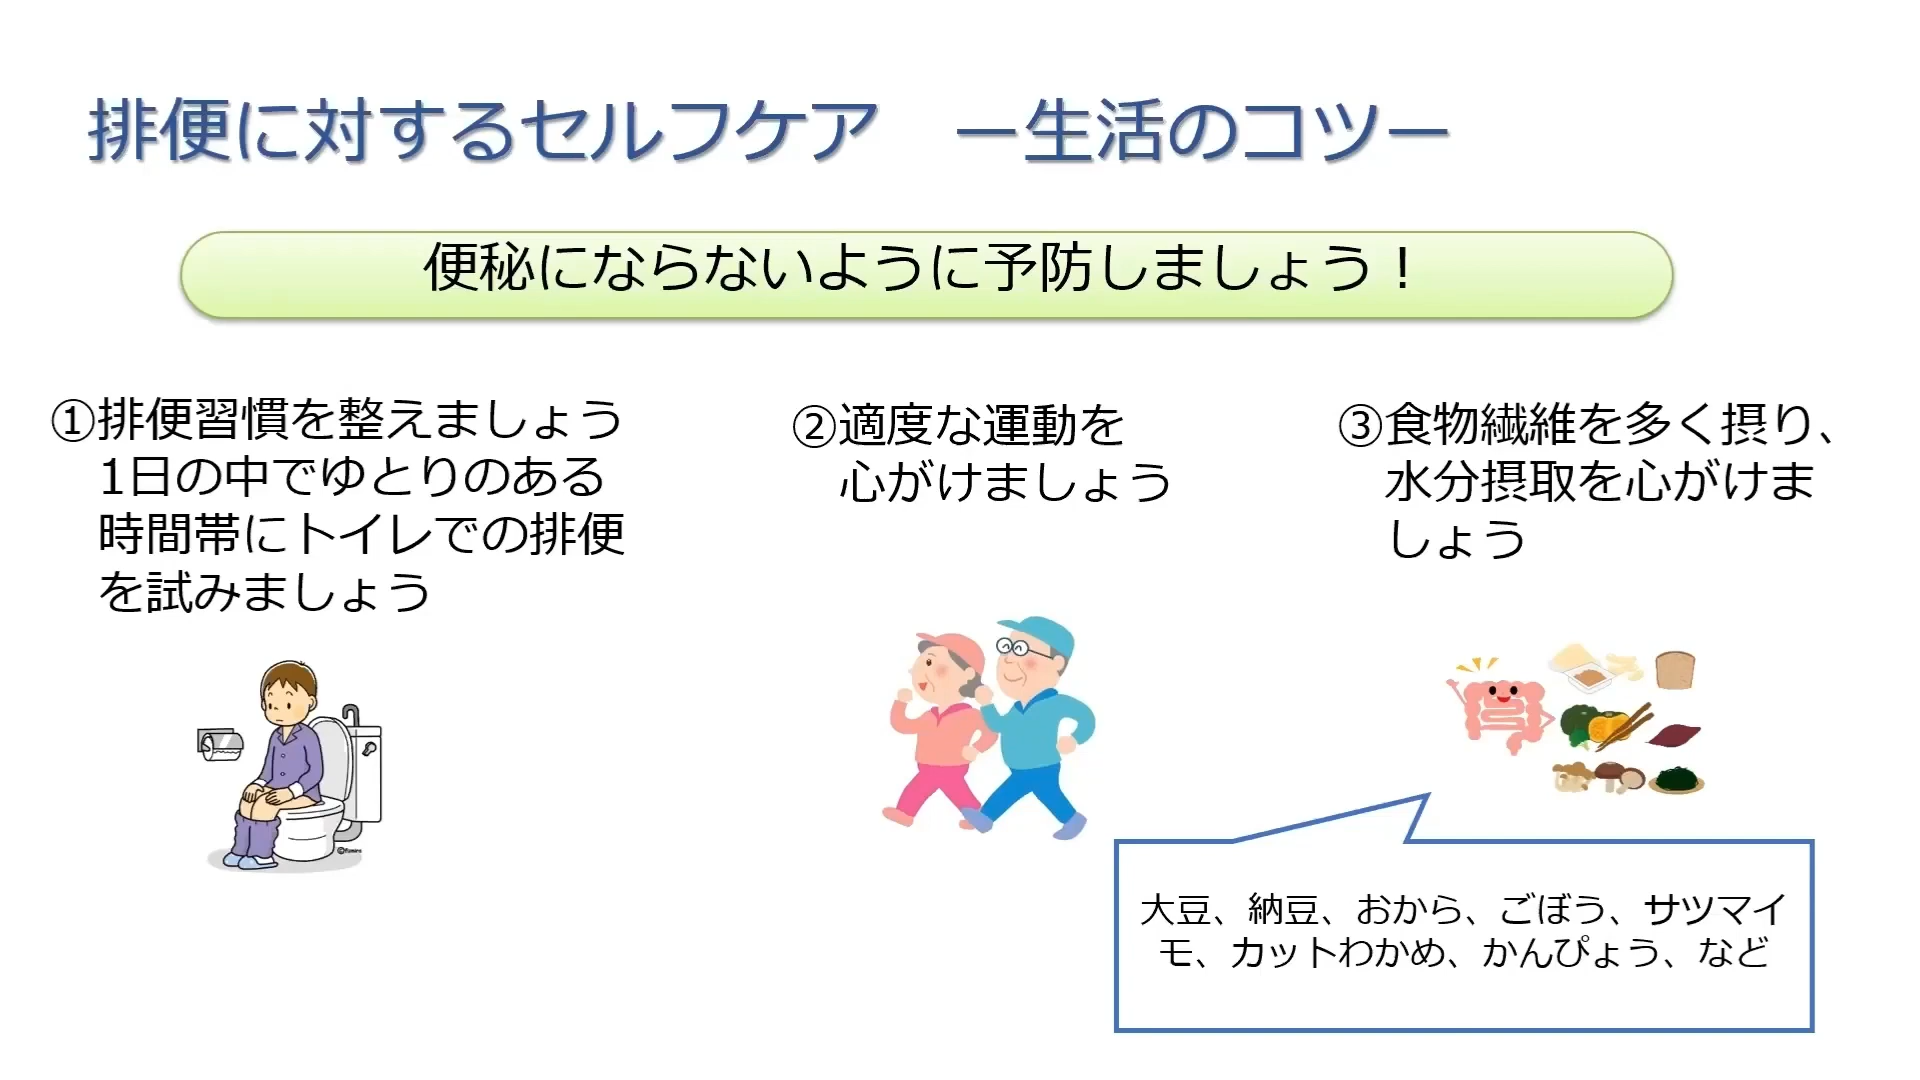 排便に対するセルフケア　ー生活のコツー
便秘にならないように予防しましょう！
①排便習慣を整えましょう
1日の中でゆとりのある
時間帯にトイレでの排便
を試みましょう
②適度な運動を
心がけましょう
③食物繊維を多く摂り、
水分摂取を心がけま
しょう
大豆、納豆、おから、ごぼう、サツマイ
モ、カットわかめ、かんぴょう、など